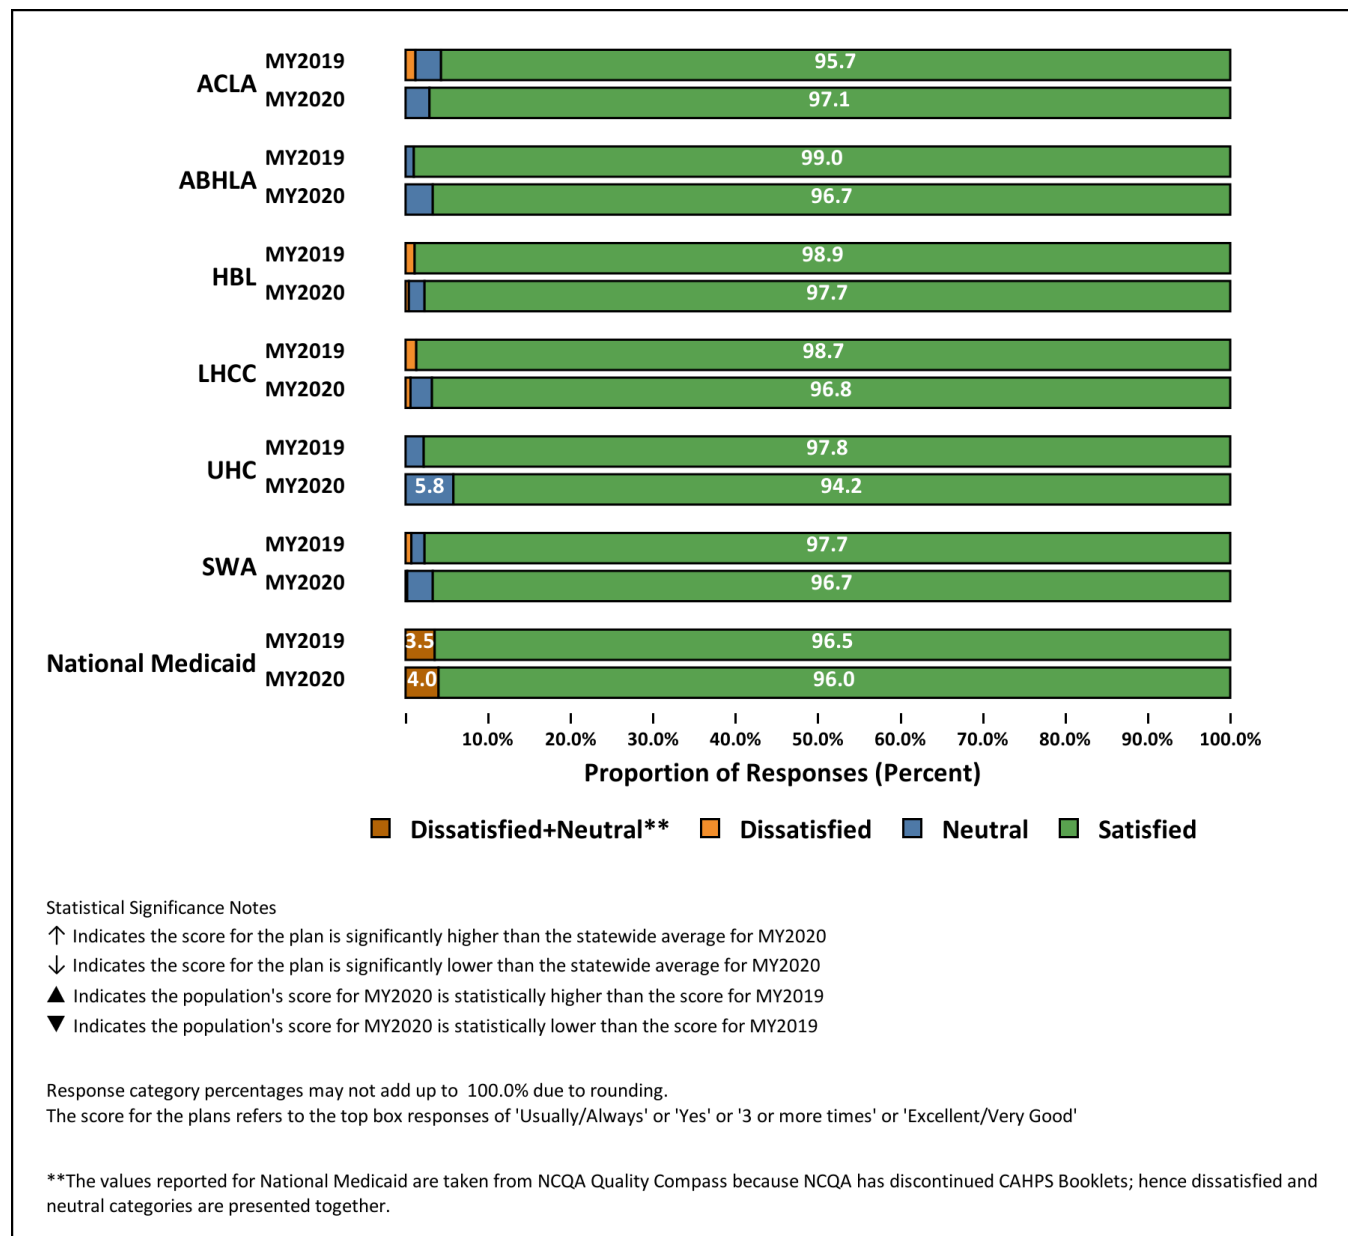 ACLA
MY2019 95.7
MY2020 97.1
ABHLA
MY2019 99.0
MY2020 96.7
HBL
MY2019 98.9
MY2020 97.7
LHCC
MY2019 98.7
MY2020 96.8
UHC
MY2019 97.8
MY2020 5.8 94.2
SWA
MY2019 97.7
MY2020 96.7
National Medicaid
MY2019 3.5 96.5
MY2020 4.0 96.0
10.0% 20.0% 30.0% 40.0% 50.0% 60.0% 70.0% 80.0% 90.0% 100.0%
Proportion of Responses (Percent)
Dissatisfied+Neutral** Dissatisfied Neutral Satisfied
Statistical Significance Notes
↑ Indicates the score for the plan is significantly higher than the statewide average for MY2020
↓ Indicates the score for the plan is significantly lower than the statewide average for MY2020
▲ Indicates the population's score for MY2020 is statistically higher than the score for MY2019
▼ Indicates the population's score for MY2020 is statistically lower than the score for MY2019
Response category percentages may not add up to 100.0% due to rounding.
The score for the plans refers to the top box responses of 'Usually/Always' or 'Yes' or '3 or more times' or 'Excellent/Very Good'
**The values reported for National Medicaid are taken from NCQA Quality Compass because NCQA has discontinued CAHPS Booklets; hence dissatisfied and
neutral categories are presented together.